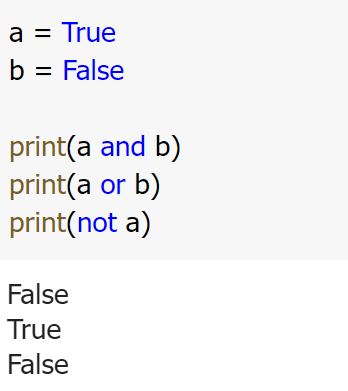 a = True
b = False
print(a and b)
print(a or b)
print(not a)
False
True
False